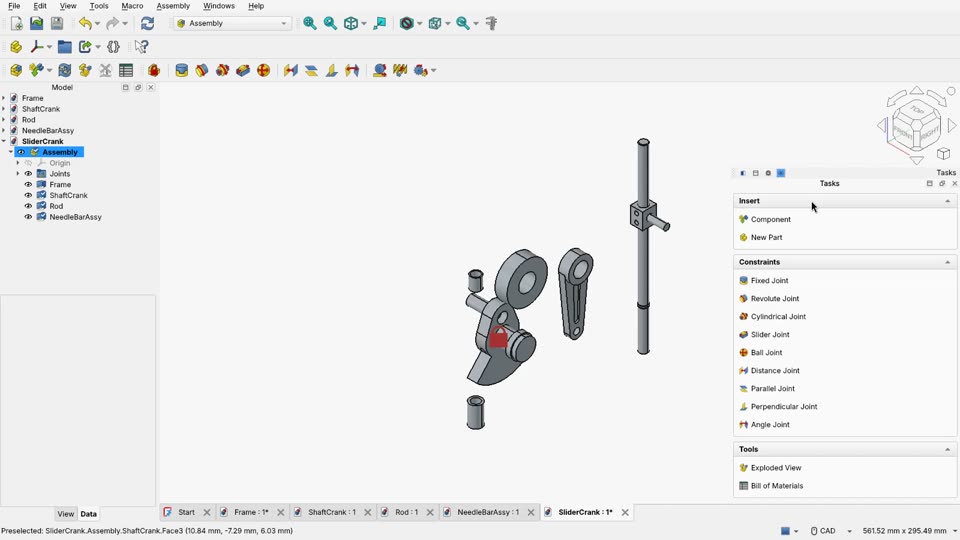 File Edit View Tools Macro Assembly Windows Help
Assembly
Model
Frame
ShaftCrank
Rod
NeedleBarAssy
SliderCrank
Assembly
Origin
Joints
Frame
ShaftCrank
Rod
NeedleBarAssy
FRONT
RIGHT
Tasks
Tasks
Insert
Component
New Part
Constraints
Fixed Joint
Revolute Joint
Cylindrical Joint
Slider Joint
Ball Joint
Distance Joint
Parallel Joint
Perpendicular Joint
Angle Joint
Tools
Exploded View
Bill of Materials
View Data
Start Frame : 1* ShaftCrank : 1 Rod : 1 NeedleBarAssy : 1 SliderCrank : 1*
Preselected: SliderCrank.Assembly.ShaftCrank.Face3 (10.84 mm, -7.29 mm, 6.03 mm) CAD 561.52 mm x 295.49 mm